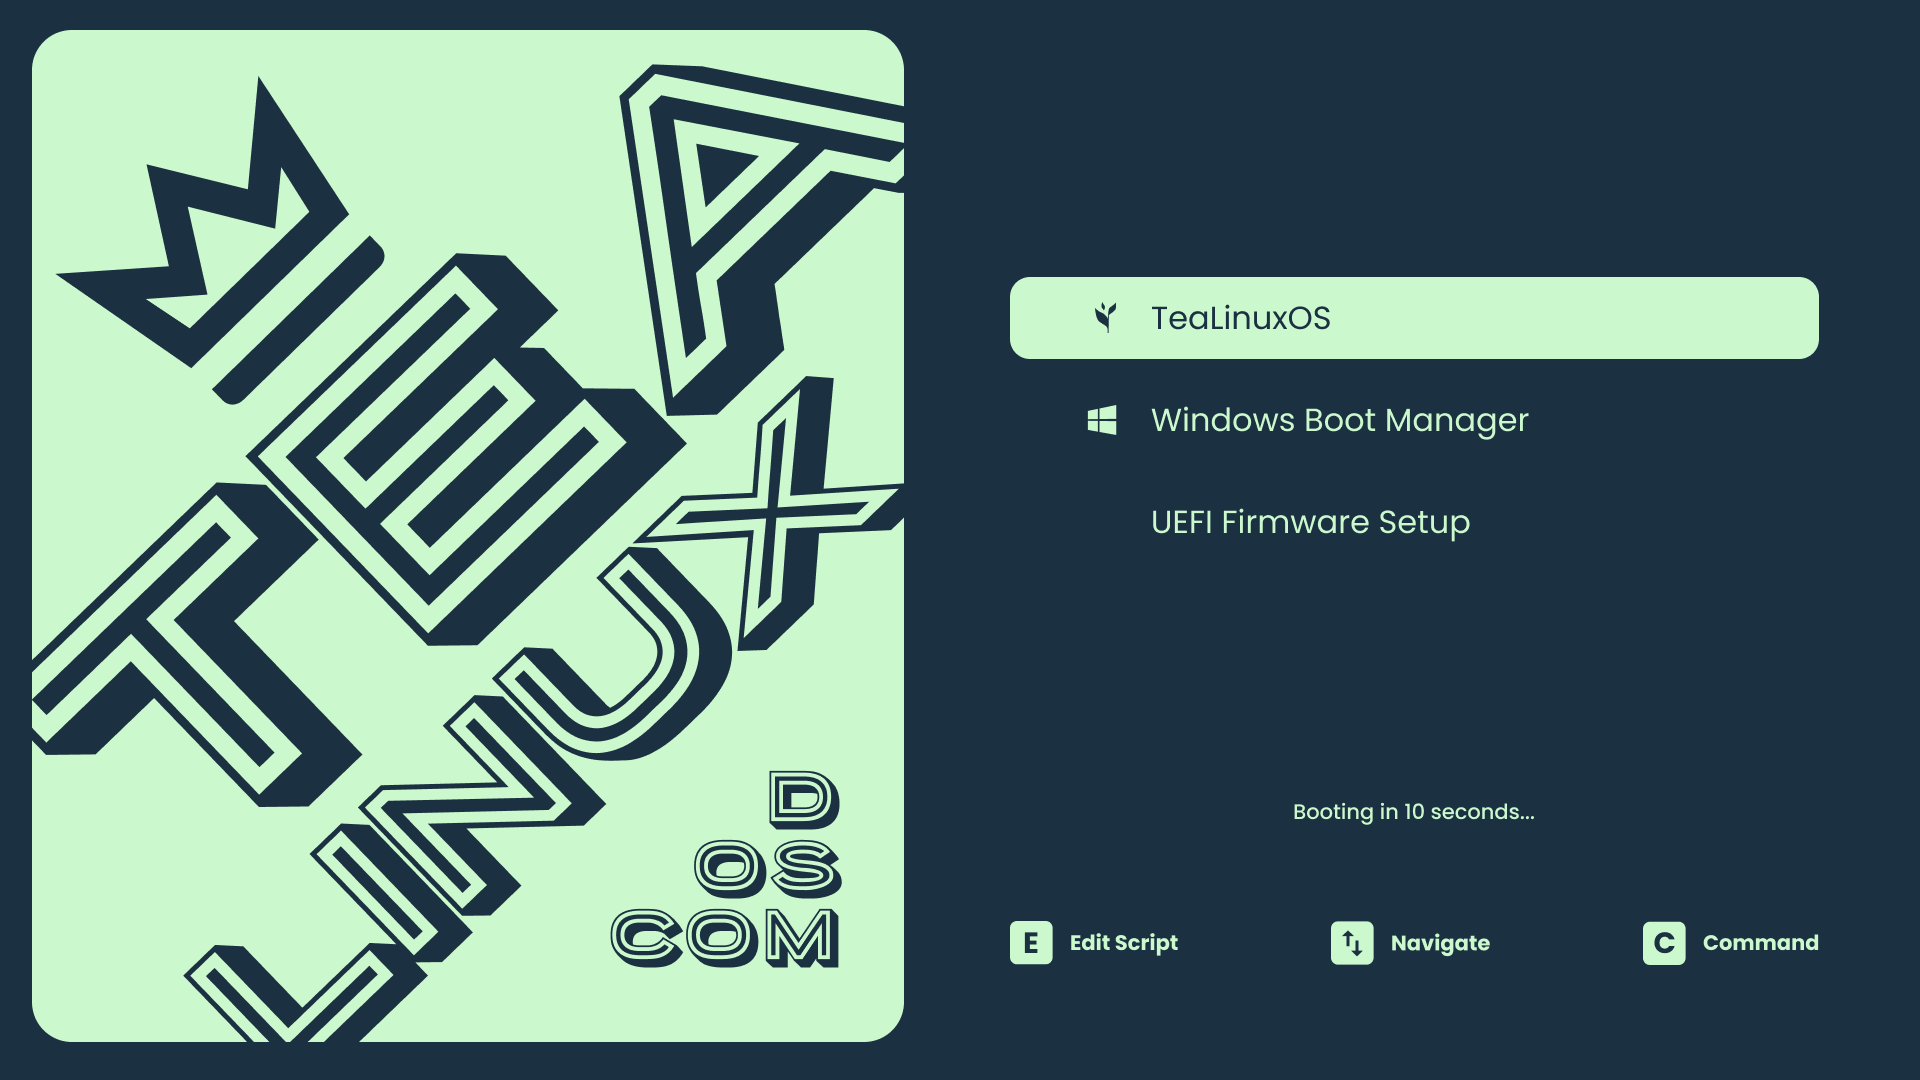 TEA
LINUX
D
OS
COM
TeaLinuxOS
Windows Boot Manager
UEFI Firmware Setup
Booting in 10 seconds...
E Edit Script
Navigate
C Command